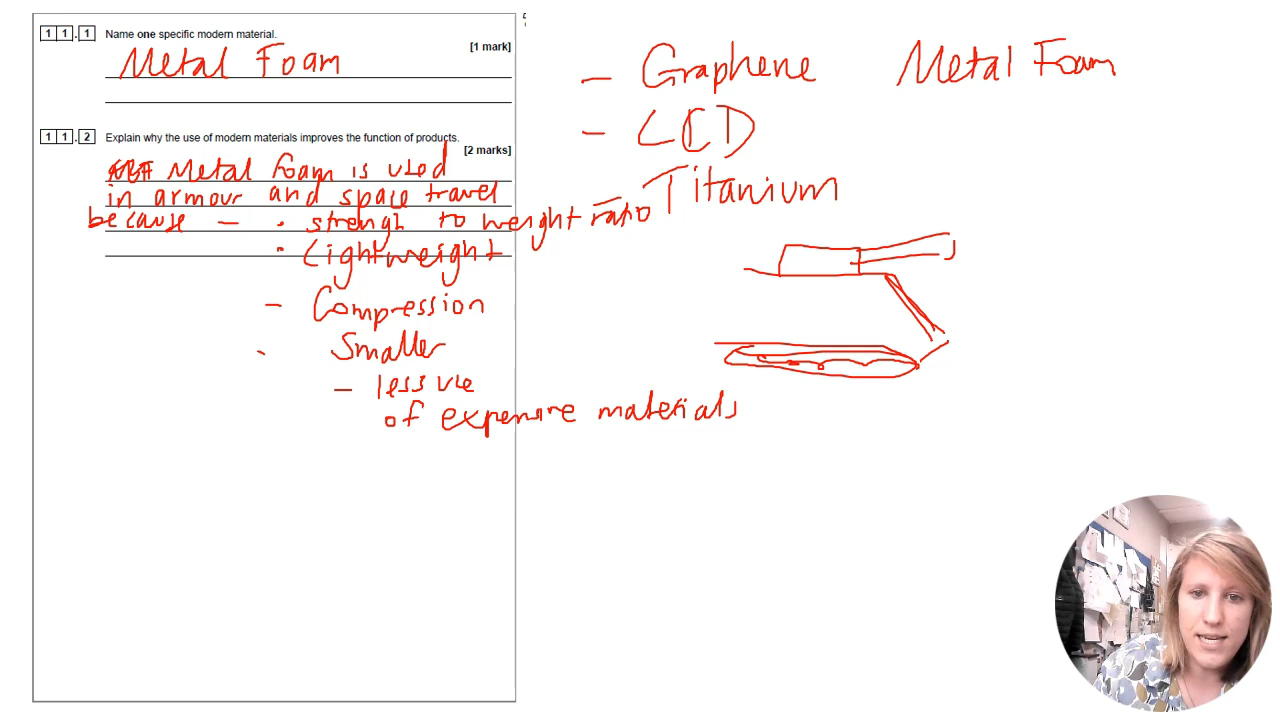 11.1 Name one specific modern material.
[1 mark]
Metal Foam
11.2 Explain why the use of modern materials improves the function of products.
[2 marks]
Metal Foam is used
in armour and space travel
because - • strengt to weight ratio
• Lightweight
- Compression
Smaller
- less use
of expensive materials
- Graphene
Metal Foam
- LCD
Titanium